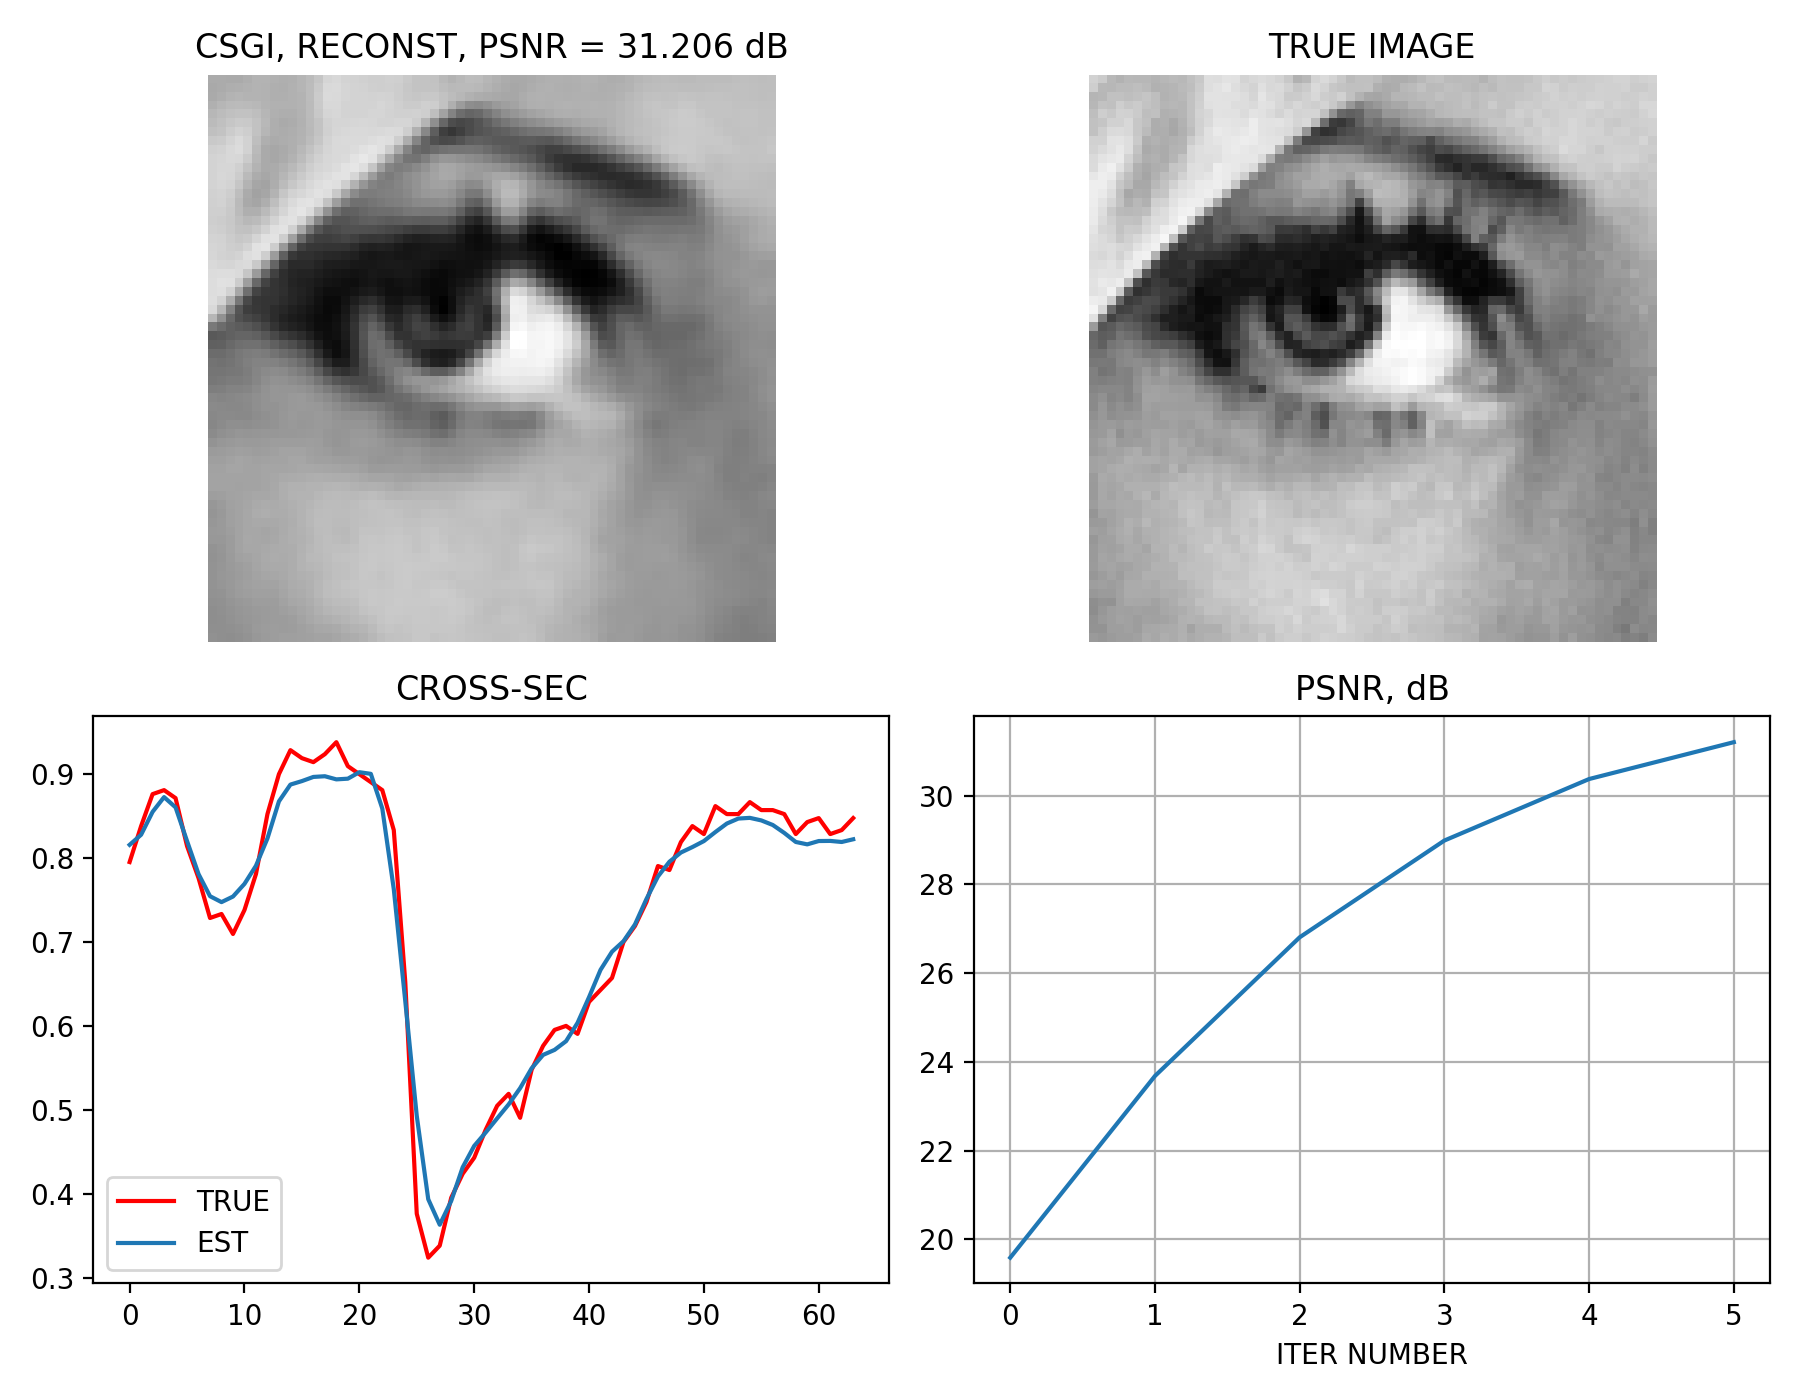 CSGI, RECONST, PSNR = 31.206 dB
TRUE IMAGE
CROSS-SEC
0.9
0.8
0.7
0.6
0.5
0.4
0.3
TRUE
EST
0 10 20 30 40 50 60
PSNR, dB
30
28
26
24
22
20
0 1 2 3 4 5
ITER NUMBER